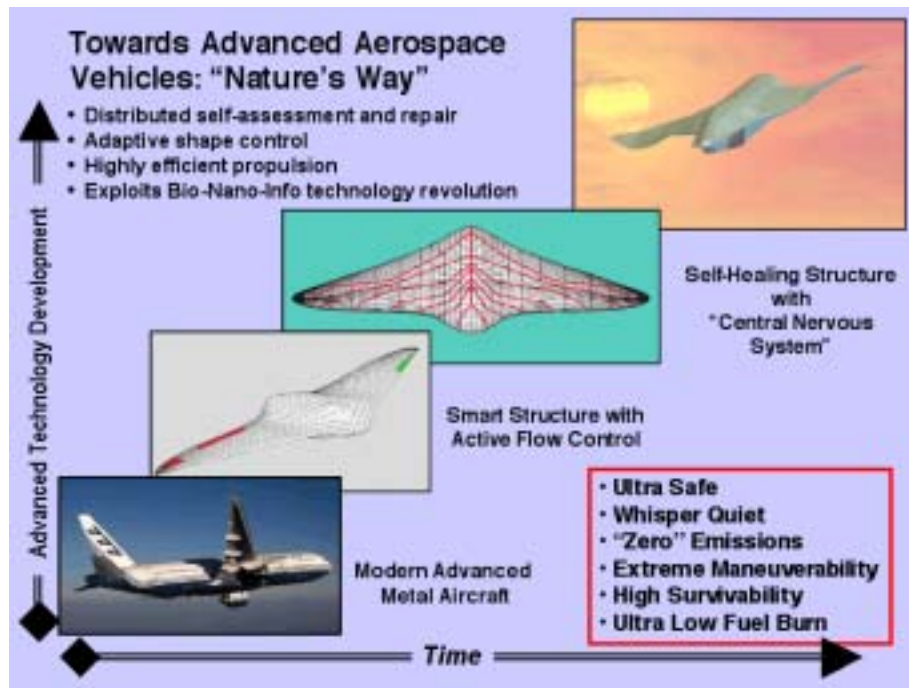 Towards Advanced Aerospace
Vehicles: “Nature’s Way”
• Distributed self-assessment and repair
• Adaptive shape control
• Highly efficient propulsion
• Exploits Bio-Nano-Info technology revolution
Advanced Technology Development
Self-Healing Structure
with
“Central Nervous
System”
Smart Structure with
Active Flow Control
Modern Advanced
Metal Aircraft
• Ultra Safe
• Whisper Quiet
• “Zero” Emissions
• Extreme Maneuverability
• High Survivability
• Ultra Low Fuel Burn
Time